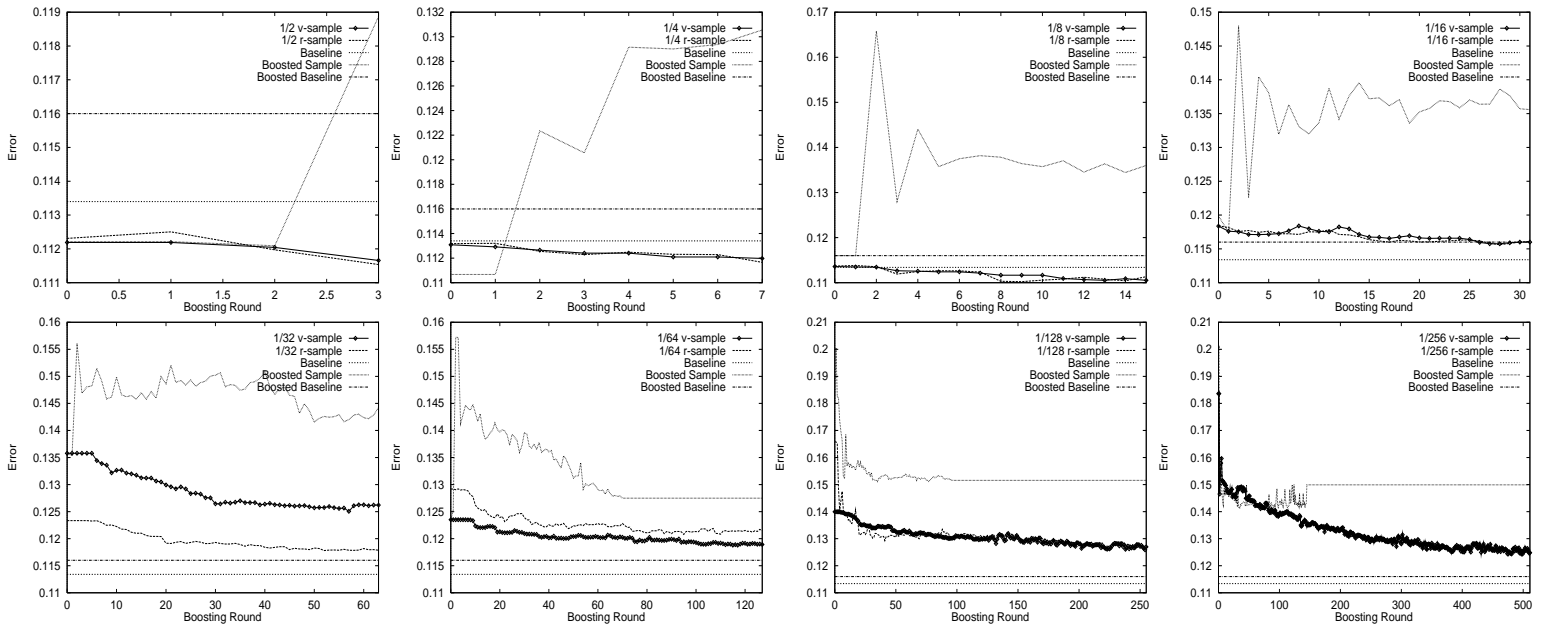 0.119
0.118
0.117
0.116
0.115
0.114
0.113
0.112
0.111
Error
0 0.5 1 1.5 2 2.5 3
Boosting Round
1/2 v-sample
1/2 r-sample
Baseline
Boosted Sample
Boosted Baseline
0.132
0.13
0.128
0.126
0.124
0.122
0.12
0.118
0.116
0.114
0.112
0.11
Error
0 1 2 3 4 5 6 7
Boosting Round
1/4 v-sample
1/4 r-sample
Baseline
Boosted Sample
Boosted Baseline
0.17
0.16
0.15
0.14
0.13
0.12
0.11
Error
0 2 4 6 8 10 12 14
Boosting Round
1/8 v-sample
1/8 r-sample
Baseline
Boosted Sample
Boosted Baseline
0.15
0.145
0.14
0.135
0.13
0.125
0.12
0.115
0.11
Error
0 5 10 15 20 25 30
Boosting Round
1/16 v-sample
1/16 r-sample
Baseline
Boosted Sample
Boosted Baseline
0.16
0.155
0.15
0.145
0.14
0.135
0.13
0.125
0.12
0.115
0.11
Error
0 10 20 30 40 50 60
Boosting Round
1/32 v-sample
1/32 r-sample
Baseline
Boosted Sample
Boosted Baseline
0.16
0.155
0.15
0.145
0.14
0.135
0.13
0.125
0.12
0.115
0.11
Error
0 20 40 60 80 100 120
Boosting Round
1/64 v-sample
1/64 r-sample
Baseline
Boosted Sample
Boosted Baseline
0.21
0.2
0.19
0.18
0.17
0.16
0.15
0.14
0.13
0.12
0.11
Error
0 50 100 150 200 250
Boosting Round
1/128 v-sample
1/128 r-sample
Baseline
Boosted Sample
Boosted Baseline
0.21
0.2
0.19
0.18
0.17
0.16
0.15
0.14
0.13
0.12
0.11
Error
0 100 200 300 400 500
Boosting Round
1/256 v-sample
1/256 r-sample
Baseline
Boosted Sample
Boosted Baseline